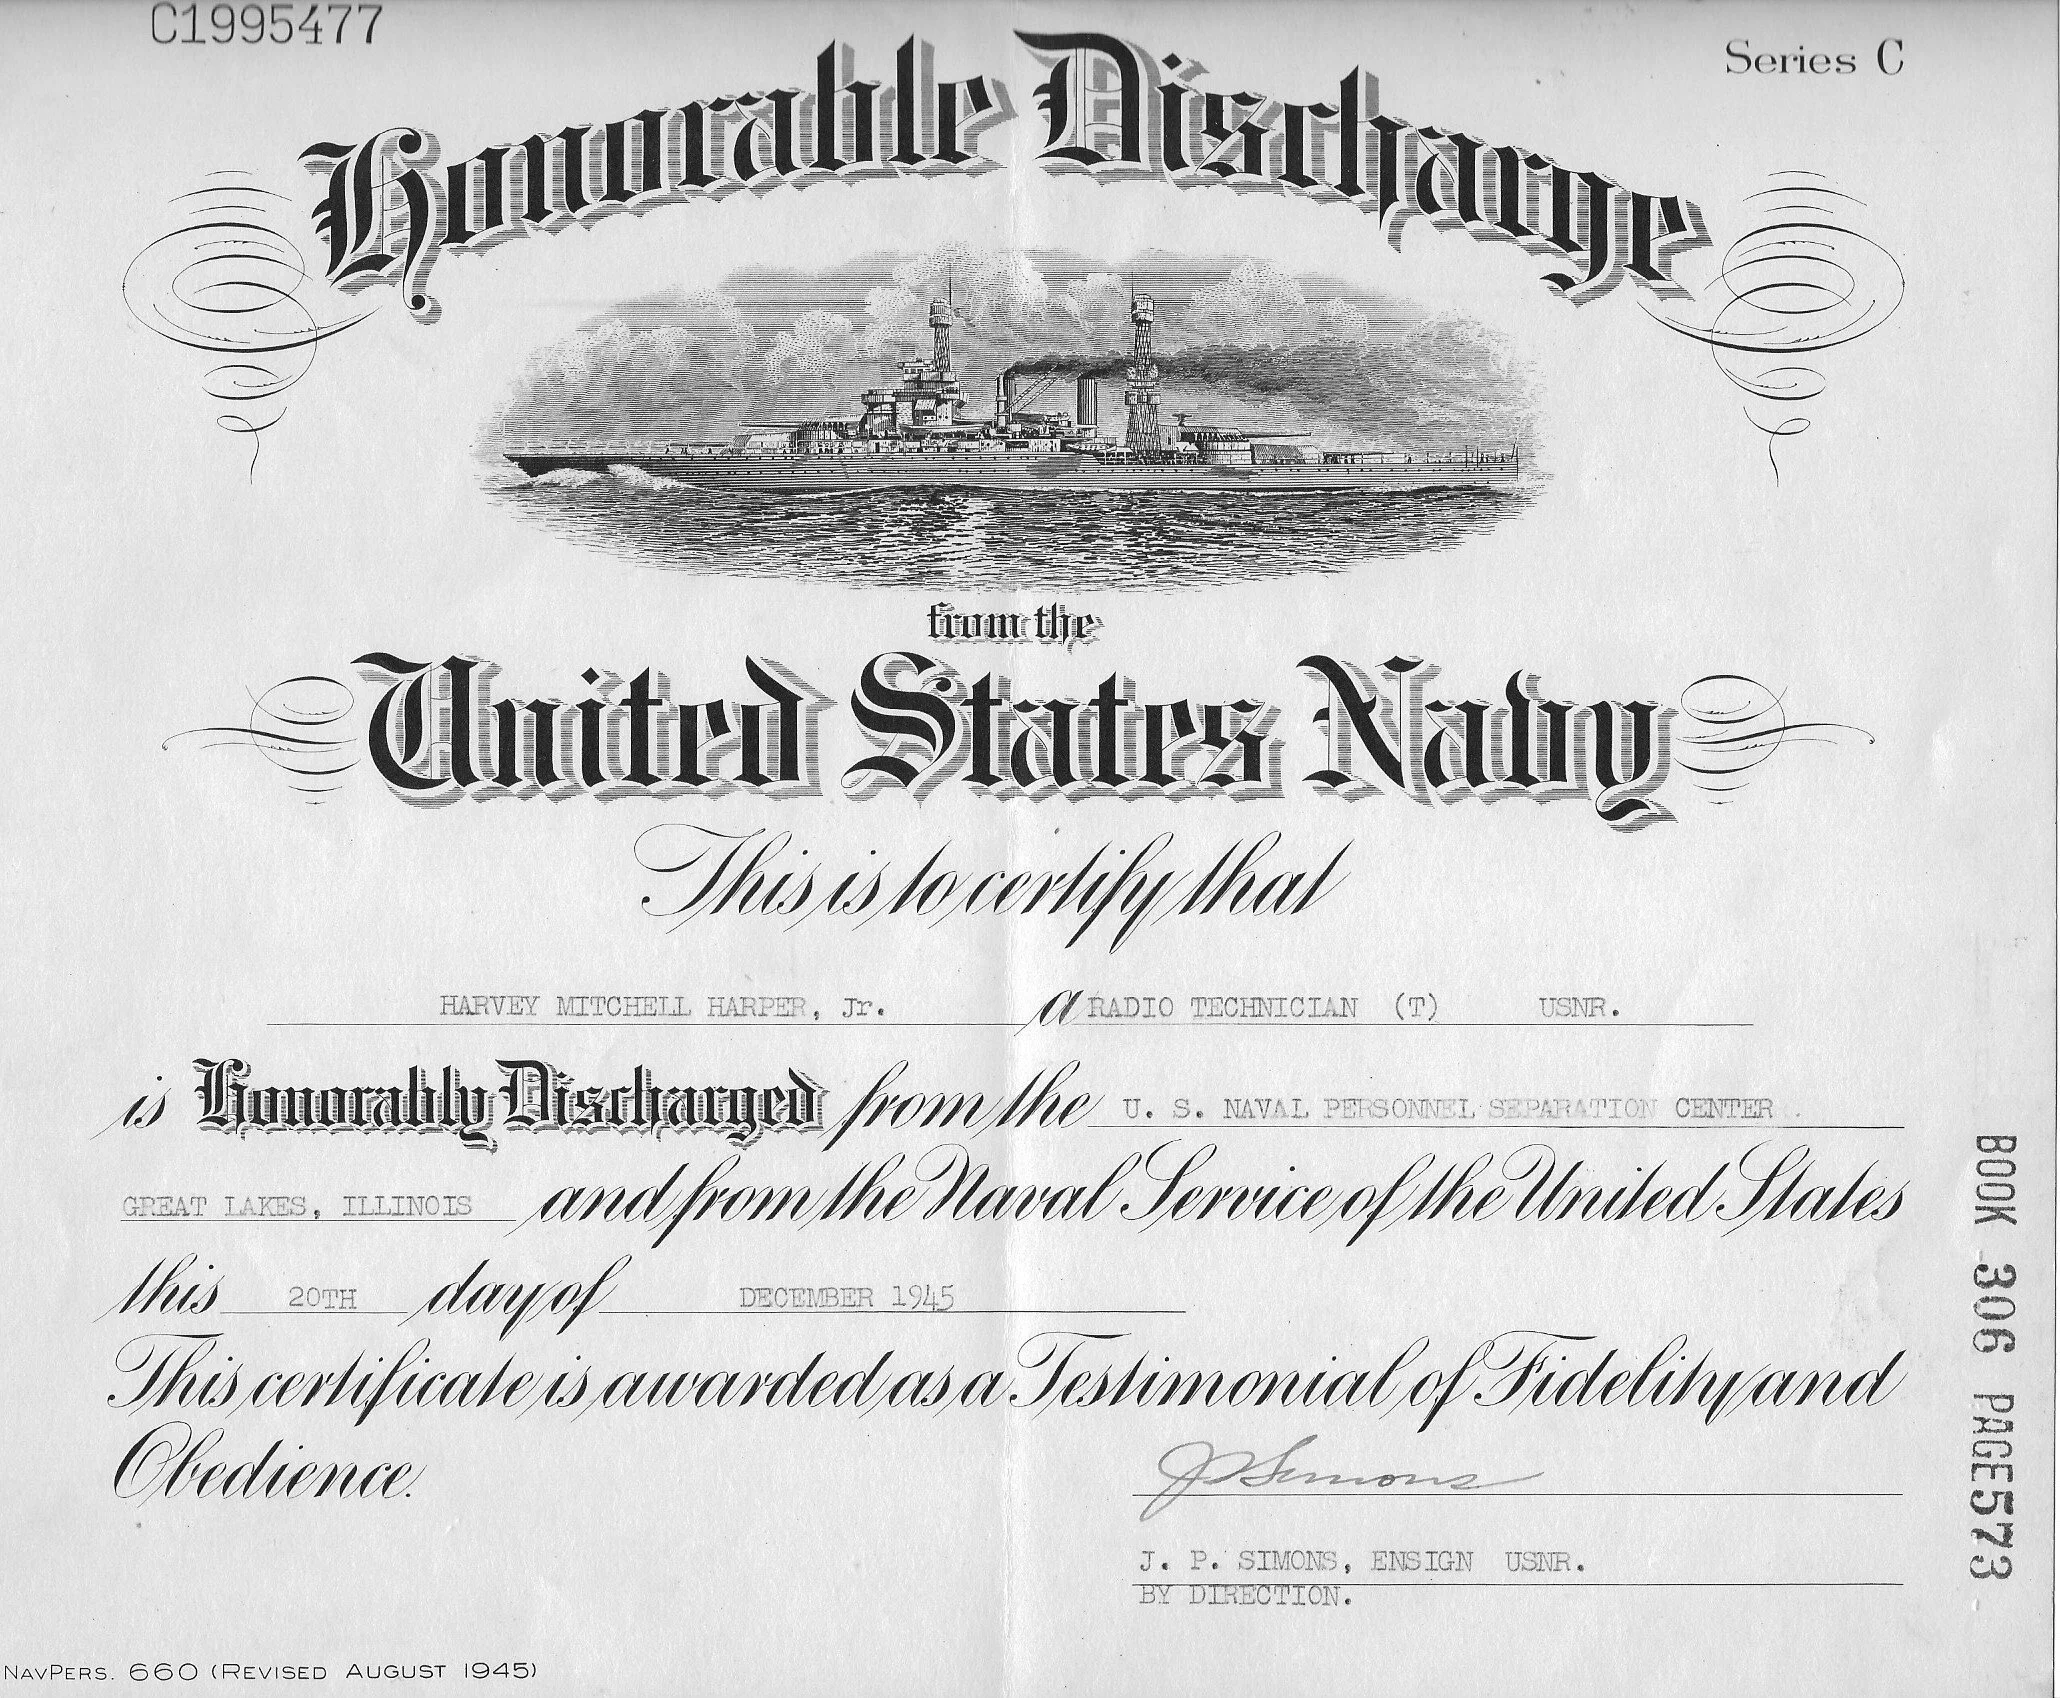 C1995477
Series C
Honorable Discharge
from the
United States Navy
This is to certify that
HARVEY MITCHELL HARPER, Jr. a RADIO TECHNICIAN (T) USNR.
is Honorably Discharged from the U. S. NAVAL PERSONNEL SEPARATION CENTER
GREAT LAKES, ILLINOIS and from the Naval Service of the United States
this 20TH day of DECEMBER 1945
This certificate is awarded as a Testimonial of Fidelity and
Obedience.
J P Simons
J. P. SIMONS, ENSIGN USNR.
BY DIRECTION.
NAVPERS. 660 (REVISED AUGUST 1945)
BOOK 306 PAGE 573